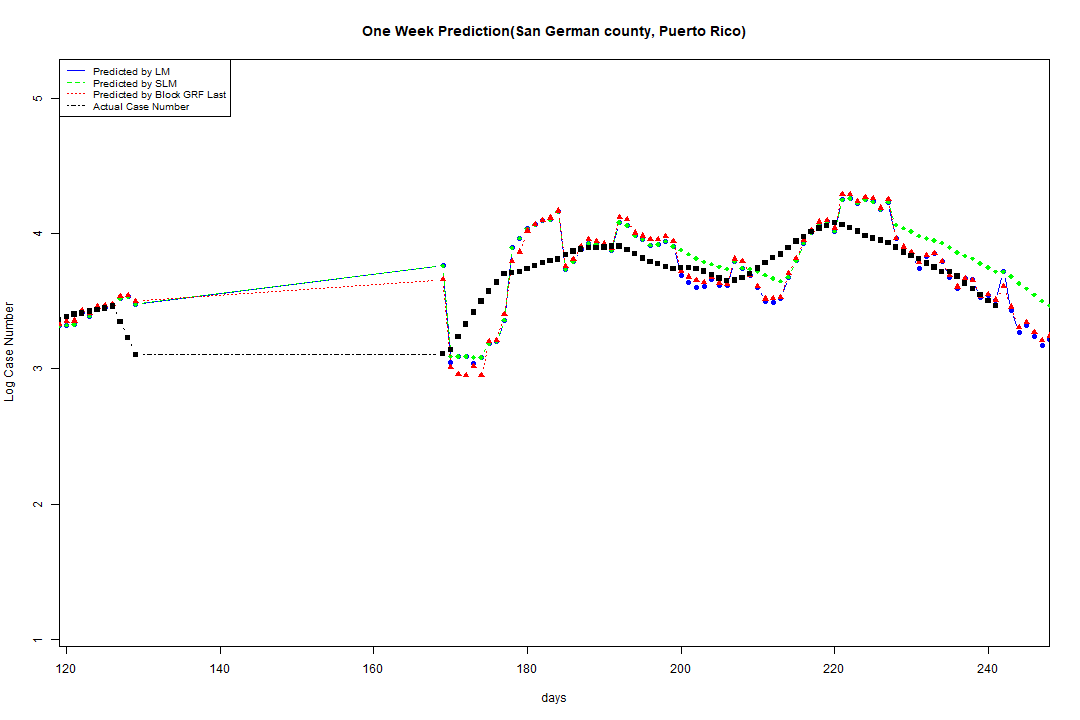 One Week Prediction(San German county, Puerto Rico)
Predicted by LM
Predicted by SLM
Predicted by Block GRF Last
Actual Case Number
5
4
3
2
1
Log Case Number
120 140 160 180 200 220 240
days